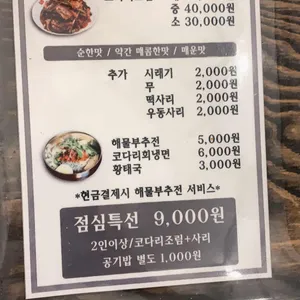 중 40,000원
소 30,000원
순한맛 / 약간 매콤한맛 / 매운맛
추가 시래기 2,000원
무 2,000원
떡사리 2,000원
우동사리 2,000원
해물부추전 5,000원
코다리회냉면 6,000원
황태국 3,000원
*현금결제시 해물부추전 서비스*
점심특선 9,000원
2인이상/코다리조림+사리
공기밥 별도 1,000원